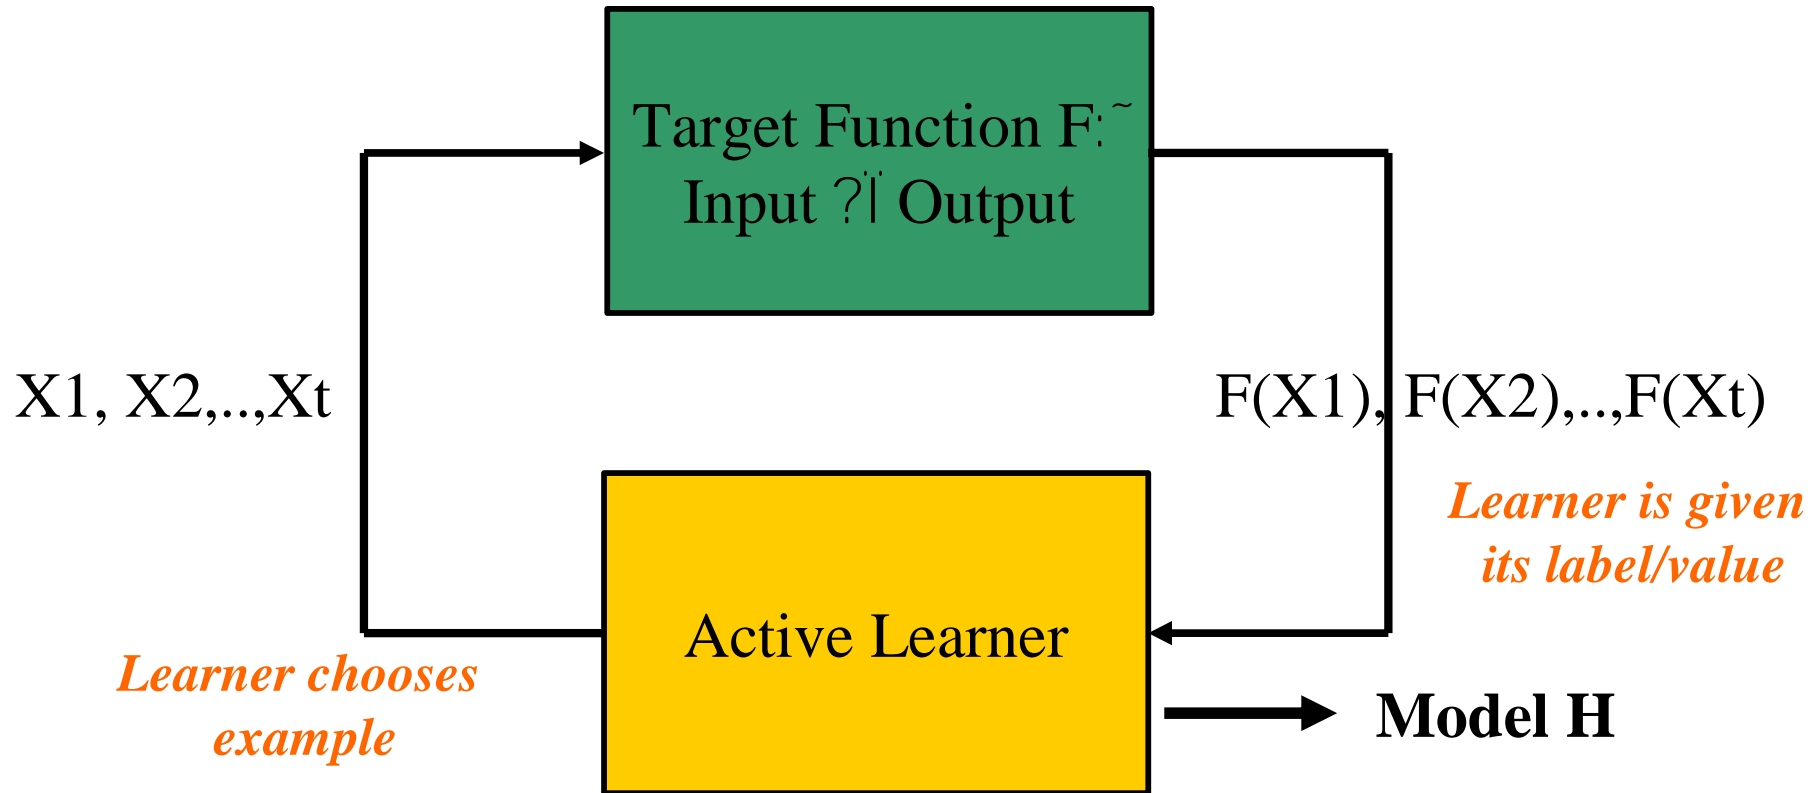 Target Function F:˜
Input ?Ï Output
X1, X2,..,Xt
F(X1), F(X2),..,F(Xt)
Learner is given
its label/value
Active Learner
Learner chooses
example
Model H